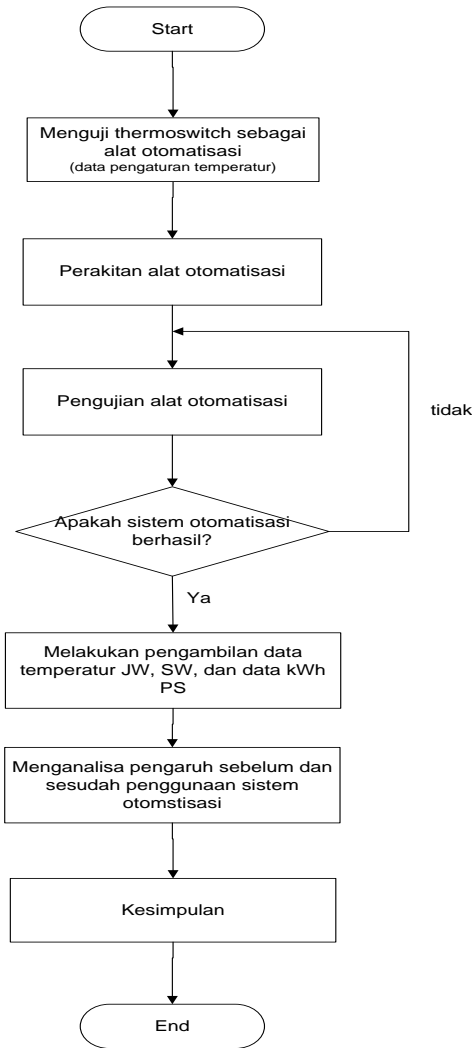 Start
Menguji thermoswitch sebagai
alat otomatisasi
(data pengaturan temperatur)
Perakitan alat otomatisasi
Pengujian alat otomatisasi
tidak
Apakah sistem otomatisasi
berhasil?
Ya
Melakukan pengambilan data
temperatur JW, SW, dan data kWh
PS
Menganalisa pengaruh sebelum dan
sesudah penggunaan sistem
otomstisasi
Kesimpulan
End